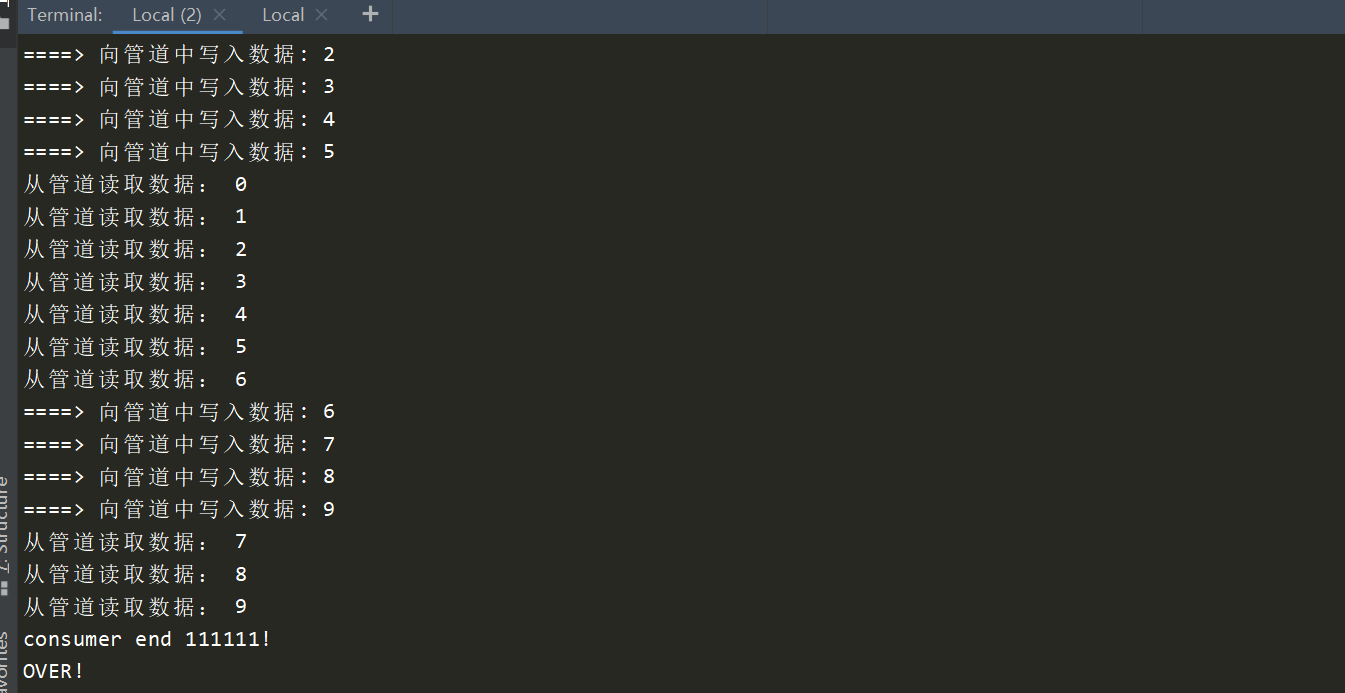 Terminal: Local (2) × Local × +
====> 向管道中写入数据: 2
====> 向管道中写入数据: 3
====> 向管道中写入数据: 4
====> 向管道中写入数据: 5
从管道读取数据： 0
从管道读取数据： 1
从管道读取数据： 2
从管道读取数据： 3
从管道读取数据： 4
从管道读取数据： 5
从管道读取数据： 6
====> 向管道中写入数据: 6
====> 向管道中写入数据: 7
====> 向管道中写入数据: 8
====> 向管道中写入数据: 9
从管道读取数据： 7
从管道读取数据： 8
从管道读取数据： 9
consumer end 111111!
OVER!
Z: Structure